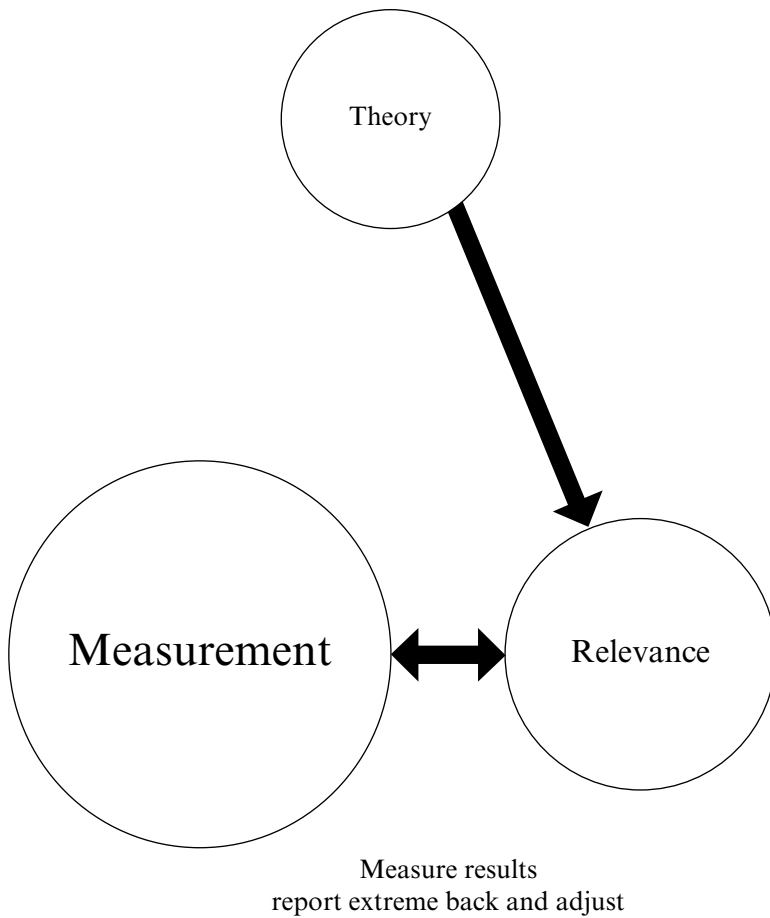 Theory
Measurement
Relevance
Measure results
report extreme back and adjust